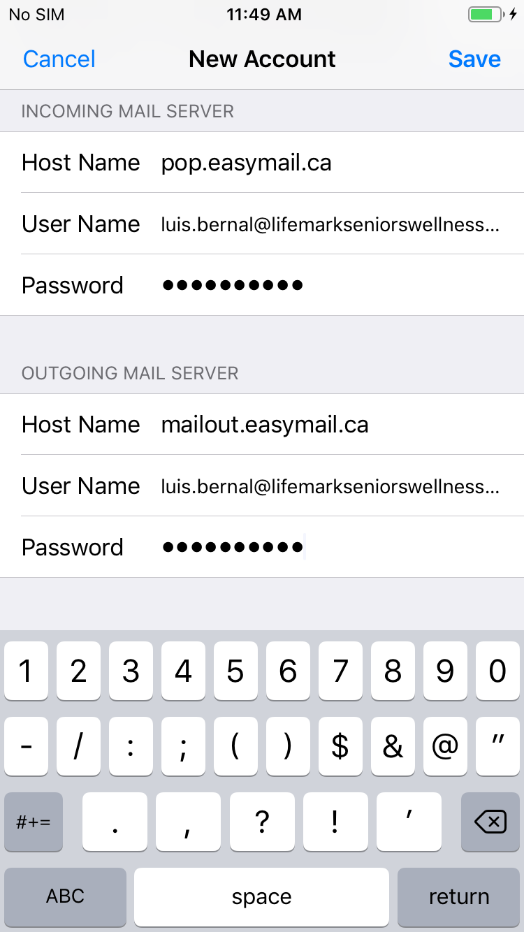 No SIM 11:49 AM
Cancel New Account Save
INCOMING MAIL SERVER
Host Name pop.easymail.ca
User Name luis.bernal@lifemarkseniorswellness...
Password ●●●●●●●●●●
OUTGOING MAIL SERVER
Host Name mailout.easymail.ca
User Name luis.bernal@lifemarkseniorswellness...
Password ●●●●●●●●●●
1 2 3 4 5 6 7 8 9 0
- / : ; ( ) $ & @ "
#+= . , ? ! '
ABC space return